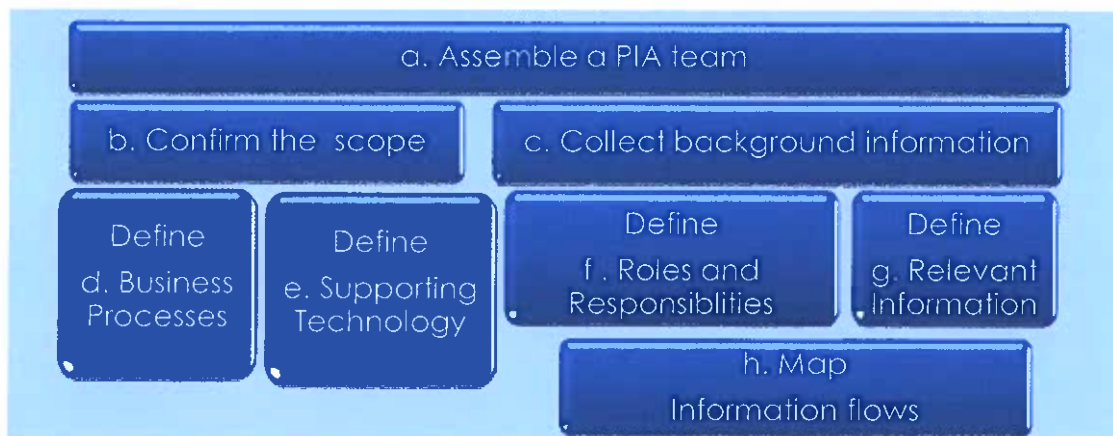 a. Assemble a PIA team
b. Confirm the scope
c. Collect background information
Define
d. Business
Processes
Define
e. Supporting
Technology
Define
f . Roles and
Responsiblities
Define
g. Relevant
Information
h. Map
Information flows